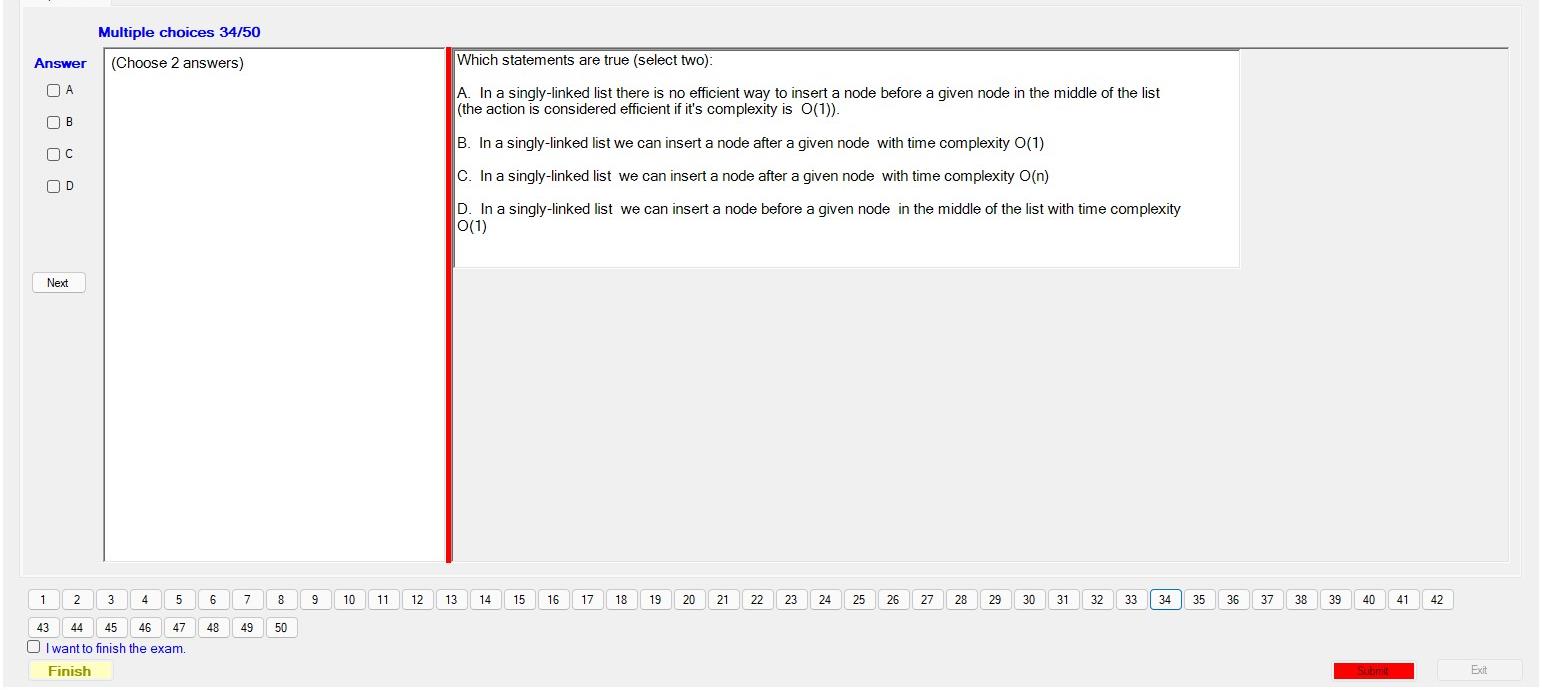 Multiple choices 34/50
Answer
A
B
C
D
Next
(Choose 2 answers)
Which statements are true (select two):
A. In a singly-linked list there is no efficient way to insert a node before a given node in the middle of the list
(the action is considered efficient if it's complexity is O(1)).
B. In a singly-linked list we can insert a node after a given node with time complexity O(1)
C. In a singly-linked list we can insert a node after a given node with time complexity O(n)
D. In a singly-linked list we can insert a node before a given node in the middle of the list with time complexity
O(1)
1 2 3 4 5 6 7 8 9 10 11 12 13 14 15 16 17 18 19 20 21 22 23 24 25 26 27 28 29 30 31 32 33 34 35 36 37 38 39 40 41 42
43 44 45 46 47 48 49 50
I want to finish the exam.
Finish
Submit
Exit